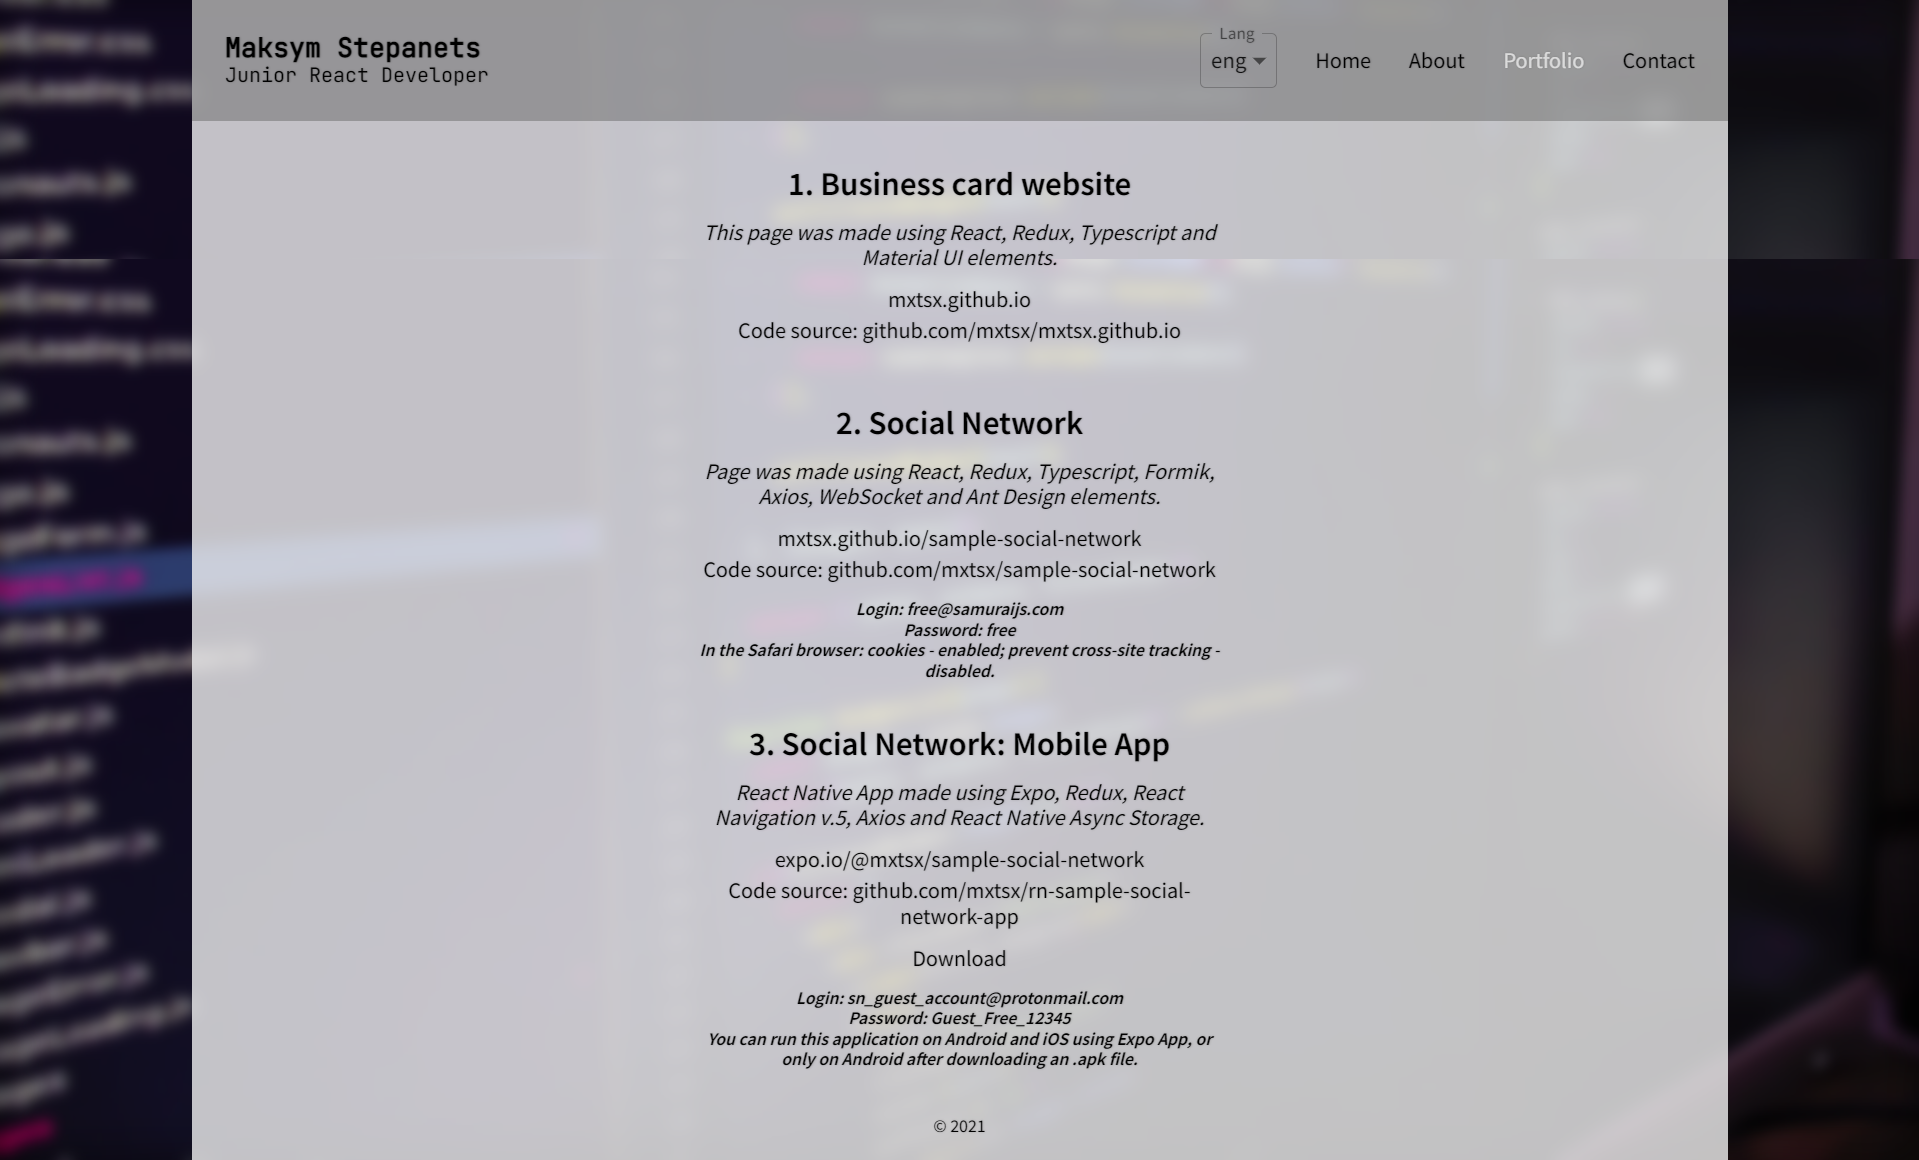 Maksym Stepanets
Junior React Developer
Lang
eng
Home
About
Portfolio
Contact
1. Business card website
This page was made using React, Redux, Typescript and
Material UI elements.
mxtsx.github.io
Code source: github.com/mxtsx/mxtsx.github.io
2. Social Network
Page was made using React, Redux, Typescript, Formik,
Axios, WebSocket and Ant Design elements.
mxtsx.github.io/sample-social-network
Code source: github.com/mxtsx/sample-social-network
Login: free@samuraijs.com
Password: free
In the Safari browser: cookies - enabled; prevent cross-site tracking -
disabled.
3. Social Network: Mobile App
React Native App made using Expo, Redux, React
Navigation v.5, Axios and React Native Async Storage.
expo.io/@mxtsx/sample-social-network
Code source: github.com/mxtsx/rn-sample-social-
network-app
Download
Login: sn_guest_account@protonmail.com
Password: Guest_Free_12345
You can run this application on Android and iOS using Expo App, or
only on Android after downloading an .apk file.
© 2021